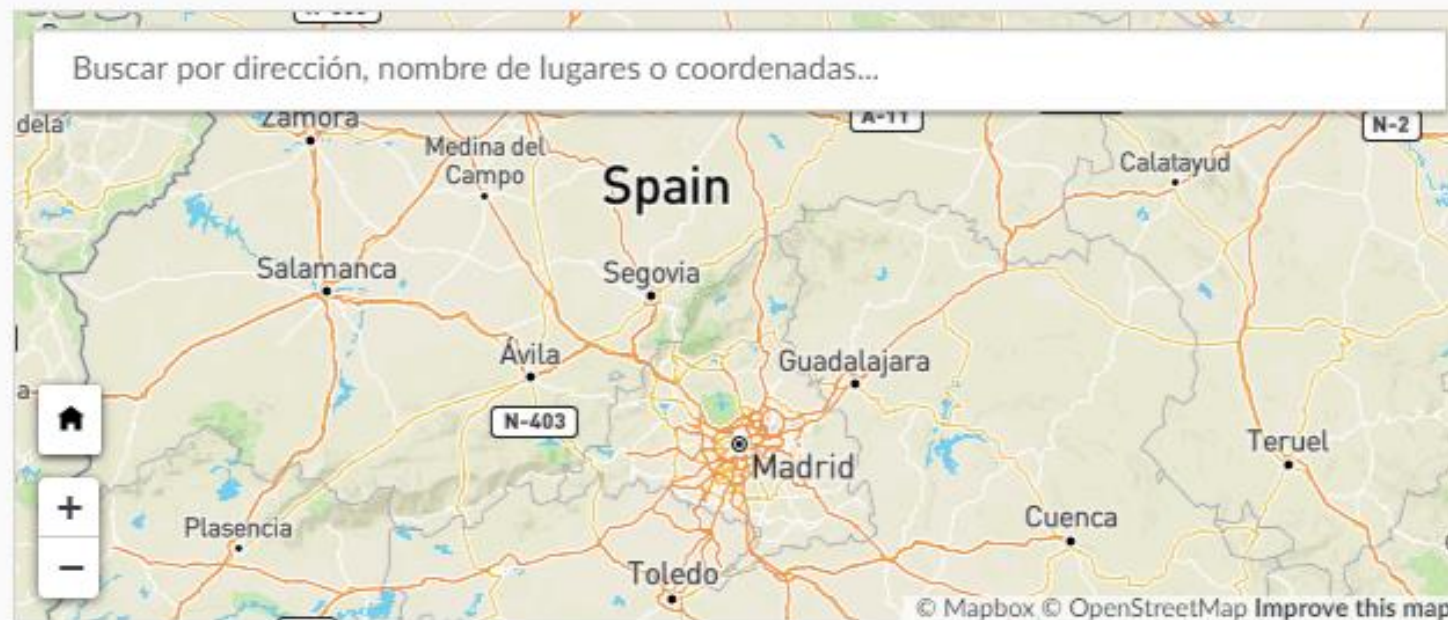 Buscar por dirección, nombre de lugares o coordenadas...
dela
Zamora
A-11
N-2
Medina del
Campo
Spain
Calatayud
Salamanca
Segovia
Ávila
Guadalajara
N-403
Madrid
Teruel
Plasencia
Cuenca
Toledo
+
−
© Mapbox © OpenStreetMap Improve this map